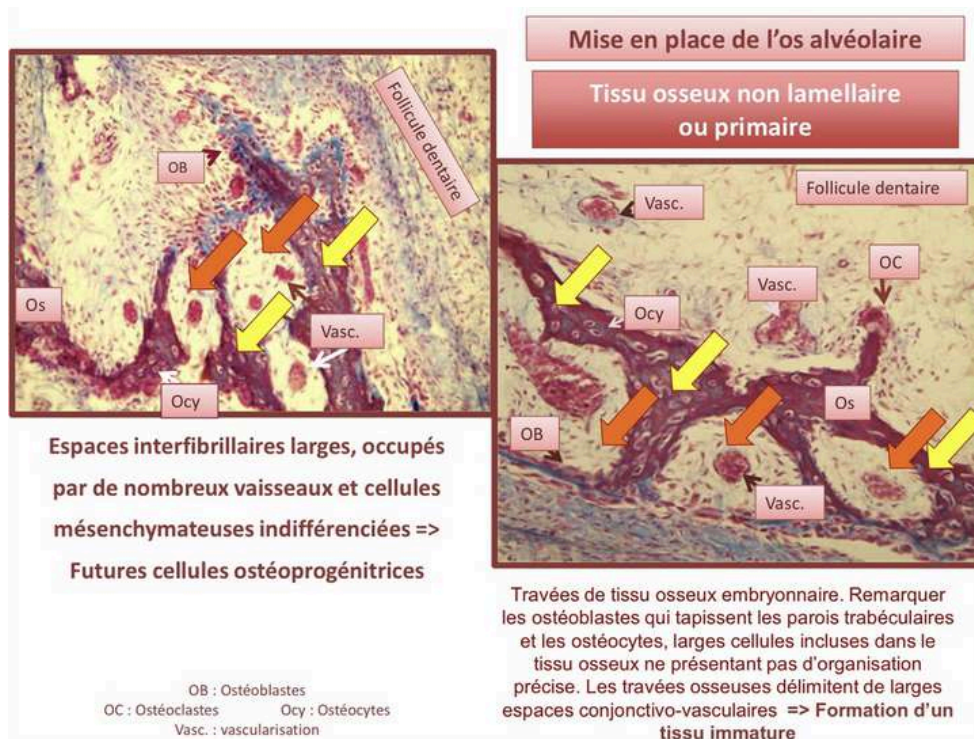 Mise en place de l'os alvéolaire
Tissu osseux non lamellaire
ou primaire
Follicule dentaire
OB
Os
Vasc.
Ocy
Follicule dentaire
Vasc.
OC
Vasc.
Ocy
Os
OB
Vasc.
Espaces interfibrillaires larges, occupés
par de nombreux vaisseaux et cellules
mésenchymateuses indifférenciées =>
Futures cellules ostéoprogénitrices
Travées de tissu osseux embryonnaire. Remarquer
les ostéoblastes qui tapissent les parois trabéculaires
et les ostéocytes, larges cellules incluses dans le
tissu osseux ne présentant pas d'organisation
précise. Les travées osseuses délimitent de larges
espaces conjonctivo-vasculaires => Formation d'un
tissu immature
OB : Ostéoblastes
OC : Ostéoclastes Ocy : Ostéocytes
Vasc. : vascularisation